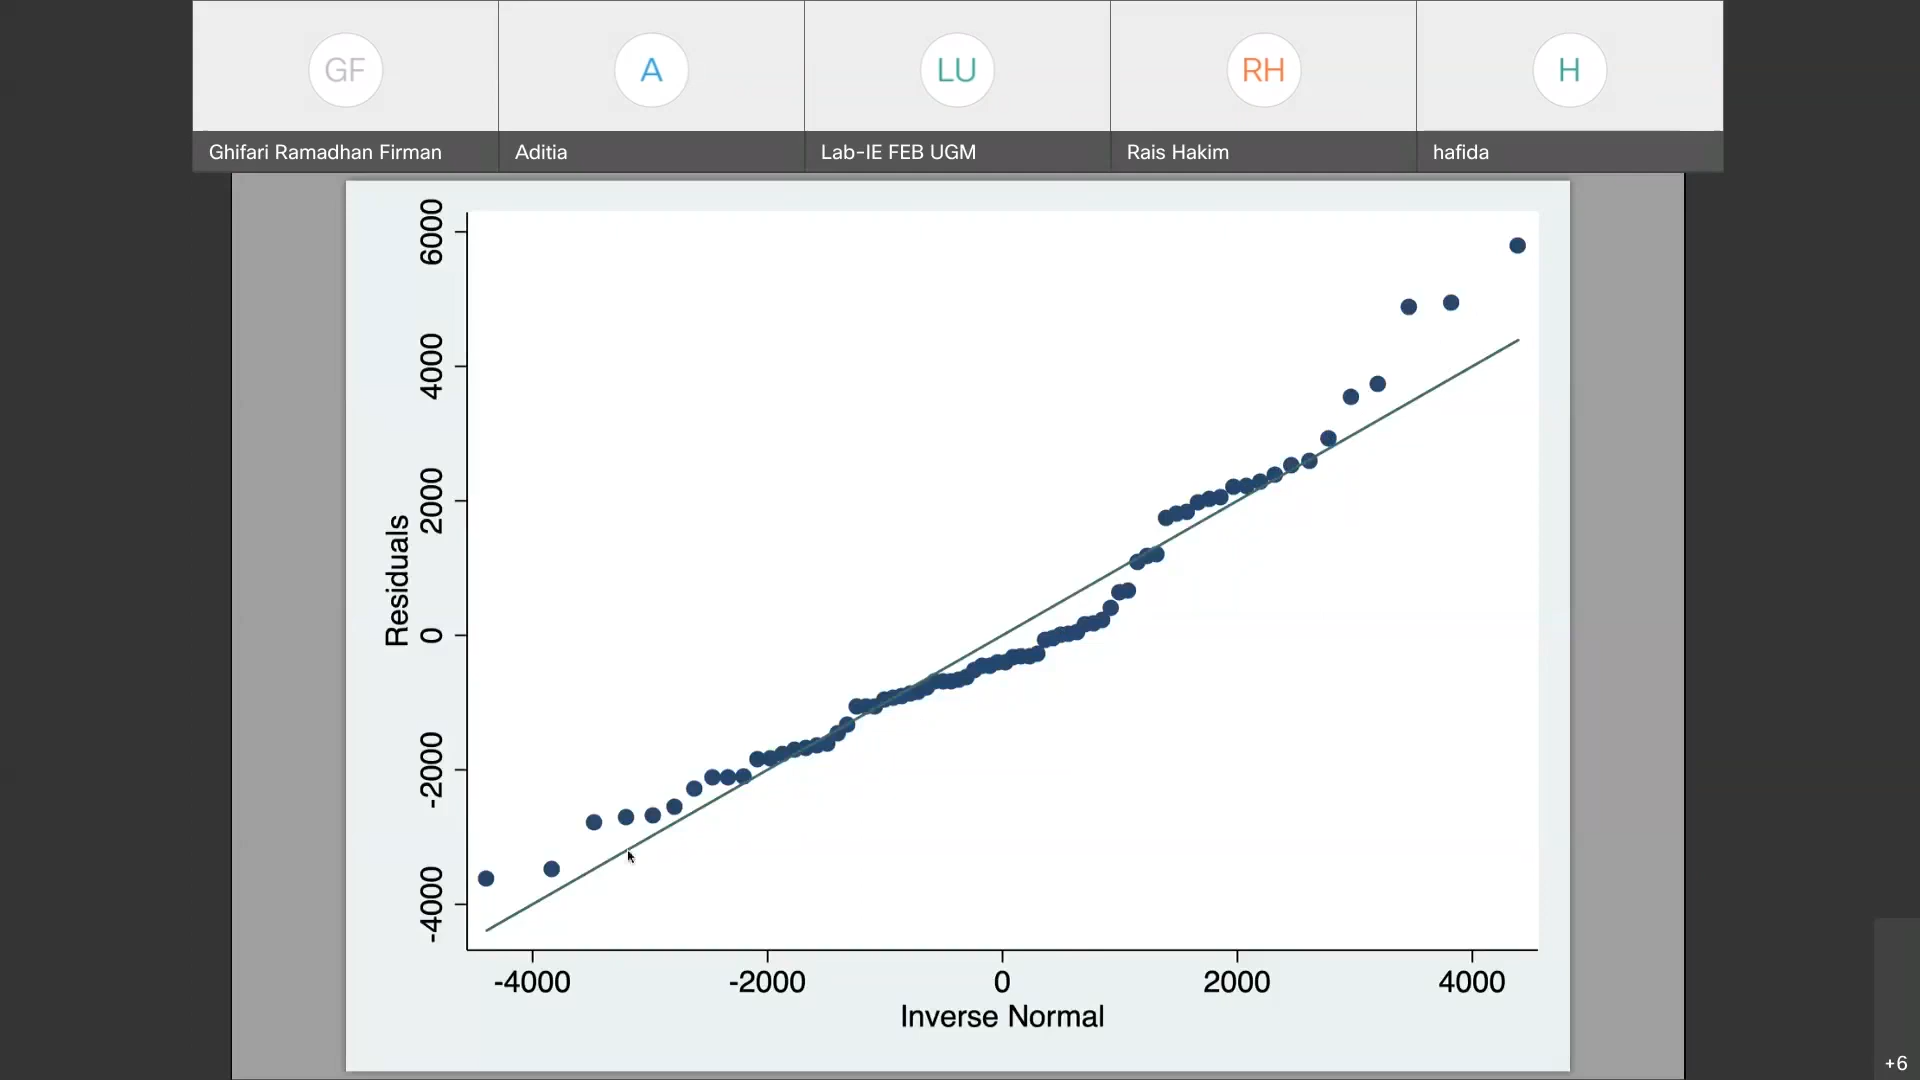 GF
A
LU
RH
H
Ghifari Ramadhan Firman
Aditia
Lab-IE FEB UGM
Rais Hakim
hafida
6000
4000
2000
0
-2000
-4000
Residuals
-4000
-2000
0
2000
4000
Inverse Normal
+6